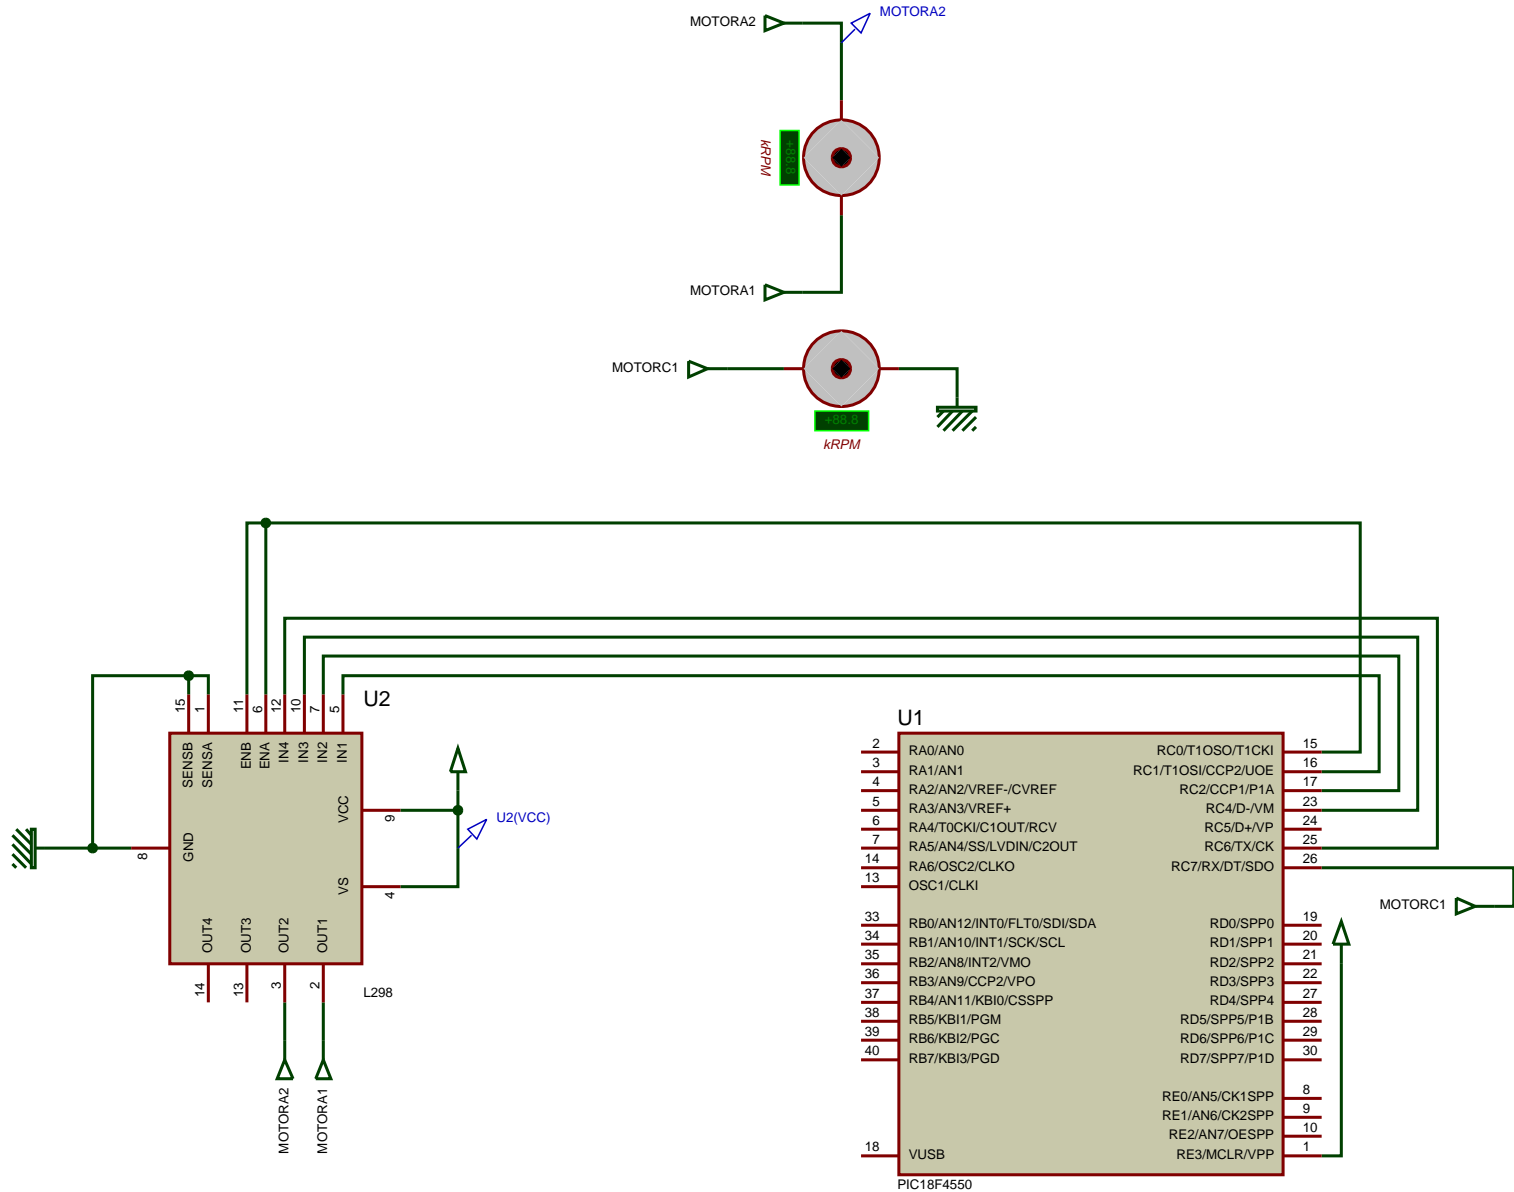 MOTORA2
MOTORA2
kRPM
+88.8
MOTORA1
MOTORC1
+88.8
kRPM
U2
15
1
11
6
12
10
7
5
SENSB
SENSA
ENB
ENA
IN4
IN3
IN2
IN1
VCC
9
U2(VCC)
8
GND
VS
4
OUT4
OUT3
OUT2
OUT1
14
13
3
2
L298
MOTORA2
MOTORA1
U1
2 RA0/AN0 RC0/T1OSO/T1CKI 15
3 RA1/AN1 RC1/T1OSI/CCP2/UOE 16
4 RA2/AN2/VREF-/CVREF RC2/CCP1/P1A 17
5 RA3/AN3/VREF+ RC4/D-/VM 23
6 RA4/T0CKI/C1OUT/RCV RC5/D+/VP 24
7 RA5/AN4/SS/LVDIN/C2OUT RC6/TX/CK 25
14 RA6/OSC2/CLKO RC7/RX/DT/SDO 26
13 OSC1/CLKI
MOTORC1
33 RB0/AN12/INT0/FLT0/SDI/SDA RD0/SPP0 19
34 RB1/AN10/INT1/SCK/SCL RD1/SPP1 20
35 RB2/AN8/INT2/VMO RD2/SPP2 21
36 RB3/AN9/CCP2/VPO RD3/SPP3 22
37 RB4/AN11/KBI0/CSSPP RD4/SPP4 27
38 RB5/KBI1/PGM RD5/SPP5/P1B 28
39 RB6/KBI2/PGC RD6/SPP6/P1C 29
40 RB7/KBI3/PGD RD7/SPP7/P1D 30
RE0/AN5/CK1SPP 8
RE1/AN6/CK2SPP 9
RE2/AN7/OESPP 10
18 VUSB RE3/MCLR/VPP 1
PIC18F4550